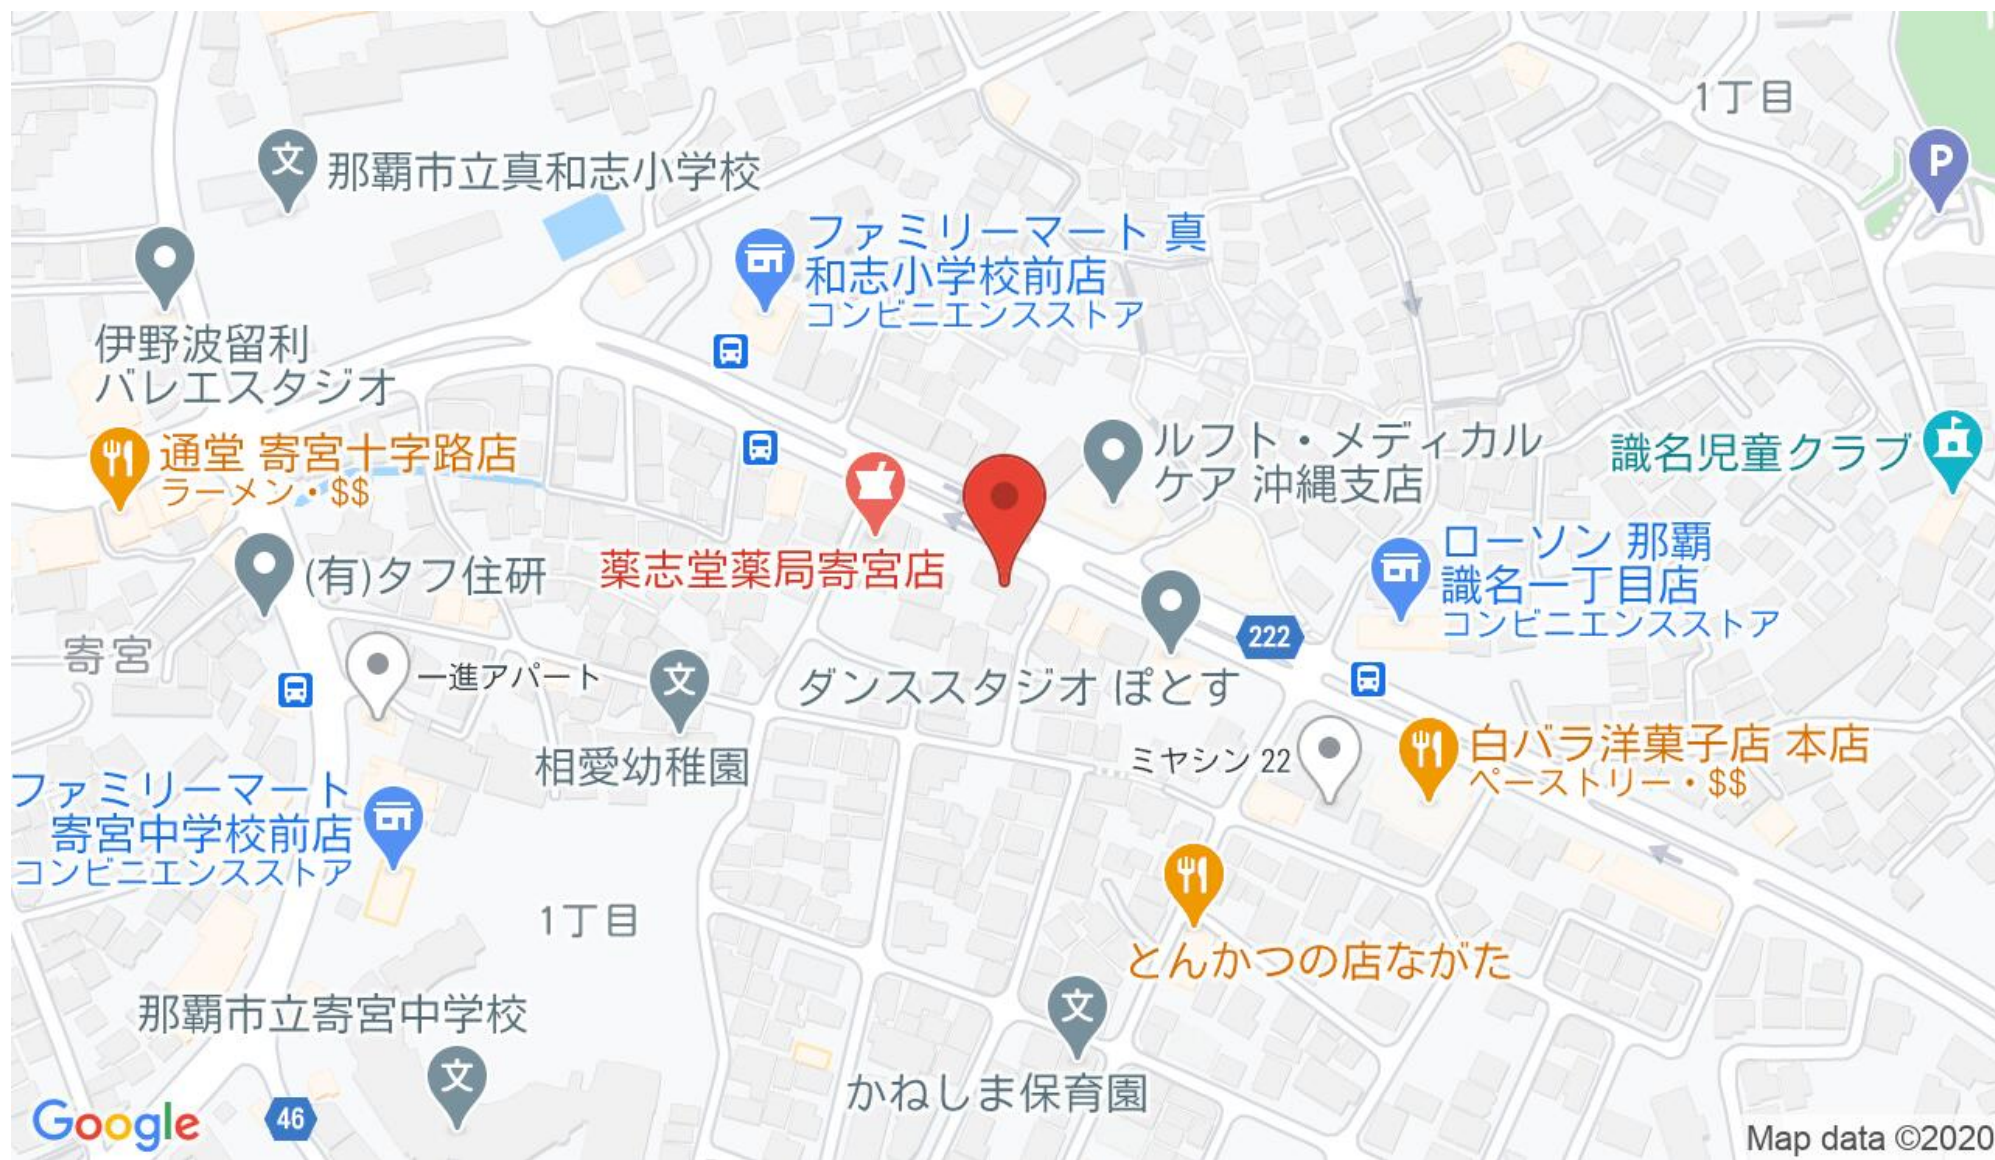 1丁目
P
文
那覇市立真和志小学校
ファミリーマート 真
和志小学校前店
コンビニエンスストア
伊野波留利
バレエスタジオ
通堂 寄宮十字路店
ラーメン・$$
ルフト・メディカル
ケア 沖縄支店
識名児童クラブ
薬志堂薬局寄宮店
(有)タフ住研
ローソン 那覇
識名一丁目店
コンビニエンスストア
222
寄宮
一進アパート
文
相愛幼稚園
ダンススタジオ ぽとす
ミヤシン 22
白バラ洋菓子店 本店
ペーストリー・$$
ファミリーマート
寄宮中学校前店
コンビニエンスストア
1丁目
とんかつの店ながた
那覇市立寄宮中学校
文
文
かねしま保育園
46
Google
Map data ©2020